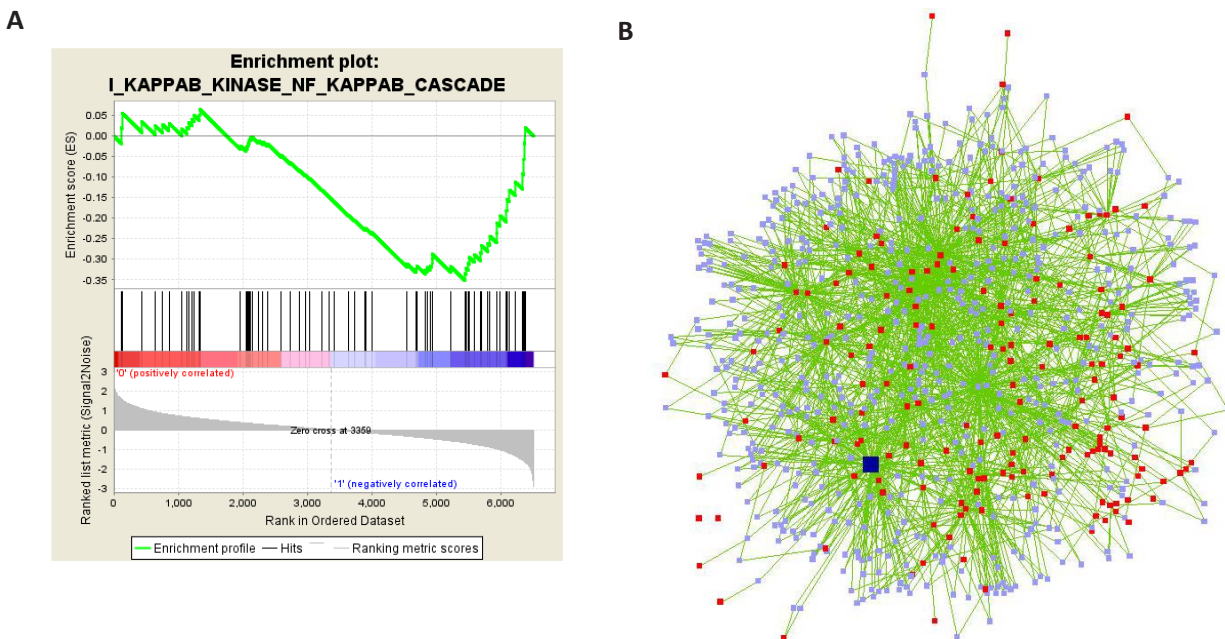 A
B
Enrichment plot:
I_KAPPAB_KINASE_NF_KAPPAB_CASCADE
Enrichment score (ES)
0.05
0.00
-0.05
-0.10
-0.15
-0.20
-0.25
-0.30
-0.35
Ranked list metric (Signal2Noise)
'0' (positively correlated)
3
2
1
0
-1
-2
-3
Zero cross at 3359
'1' (negatively correlated)
0 1,000 2,000 3,000 4,000 5,000 6,000
Rank in Ordered Dataset
Enrichment profile Hits Ranking metric scores